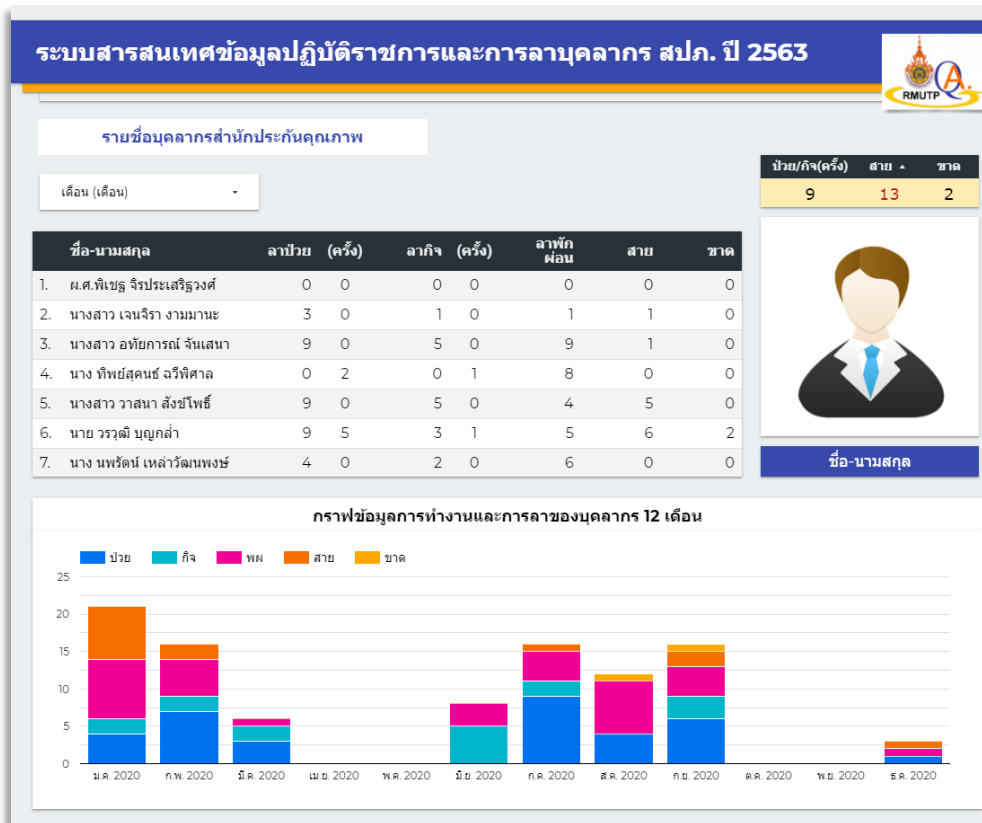 ระบบสารสนเทศข้อมูลปฏิบัติราชการและการลาบุคลากร สปภ. ปี 2563
RMUTP QA.
รายชื่อบุคลากรสำนักประกันคุณภาพ
เดือน (เดือน)
ป่วย/กิจ(ครั้ง) สาย ขาด
9 13 2
ชื่อ-นามสกุล ลาป่วย (ครั้ง) ลากิจ (ครั้ง) ลาพักผ่อน สาย ขาด
1. ผ.ศ.พิเชฐ จิรประเสริฐวงศ์ 0 0 0 0 0 0 0
2. นางสาว เจนจิรา งามมานะ 3 0 1 0 1 1 0
3. นางสาว อทัยการณ์ จันเสนา 9 0 5 0 9 1 0
4. นาง ทิพย์สุคนธ์ ฉวีพิศาล 0 2 0 1 8 0 0
5. นางสาว วาสนา สังข์โพธิ์ 9 0 5 0 4 5 0
6. นาย วรวุฒิ บุญกล่ำ 9 5 3 1 5 6 2
7. นาง นพรัตน์ เหล่าวัฒนพงษ์ 4 0 2 0 6 0 0
ชื่อ-นามสกุล
กราฟข้อมูลการทำงานและการลาของบุคลากร 12 เดือน
ป่วย กิจ พผ สาย ขาด
25
20
15
10
5
0
ม.ค. 2020 ก.พ. 2020 มี.ค. 2020 เม.ย. 2020 พ.ค. 2020 มิ.ย. 2020 ก.ค. 2020 ส.ค. 2020 ก.ย. 2020 ต.ค. 2020 พ.ย. 2020 ธ.ค. 2020